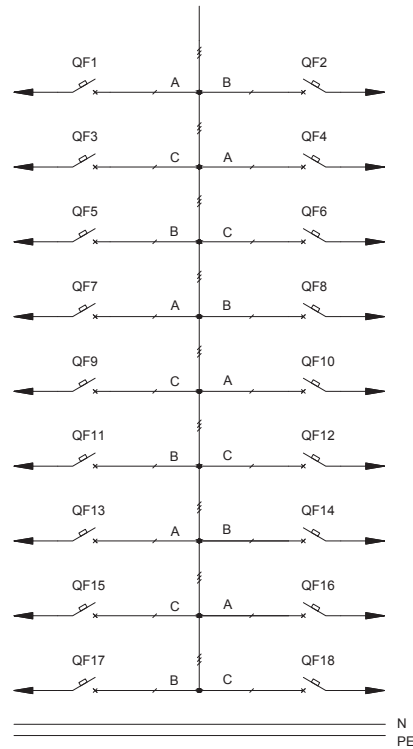 QF1 QF2
A B
QF3 QF4
C A
QF5 QF6
B C
QF7 QF8
A B
QF9 QF10
C A
QF11 QF12
B C
QF13 QF14
A B
QF15 QF16
C A
QF17 QF18
B C
N
PE